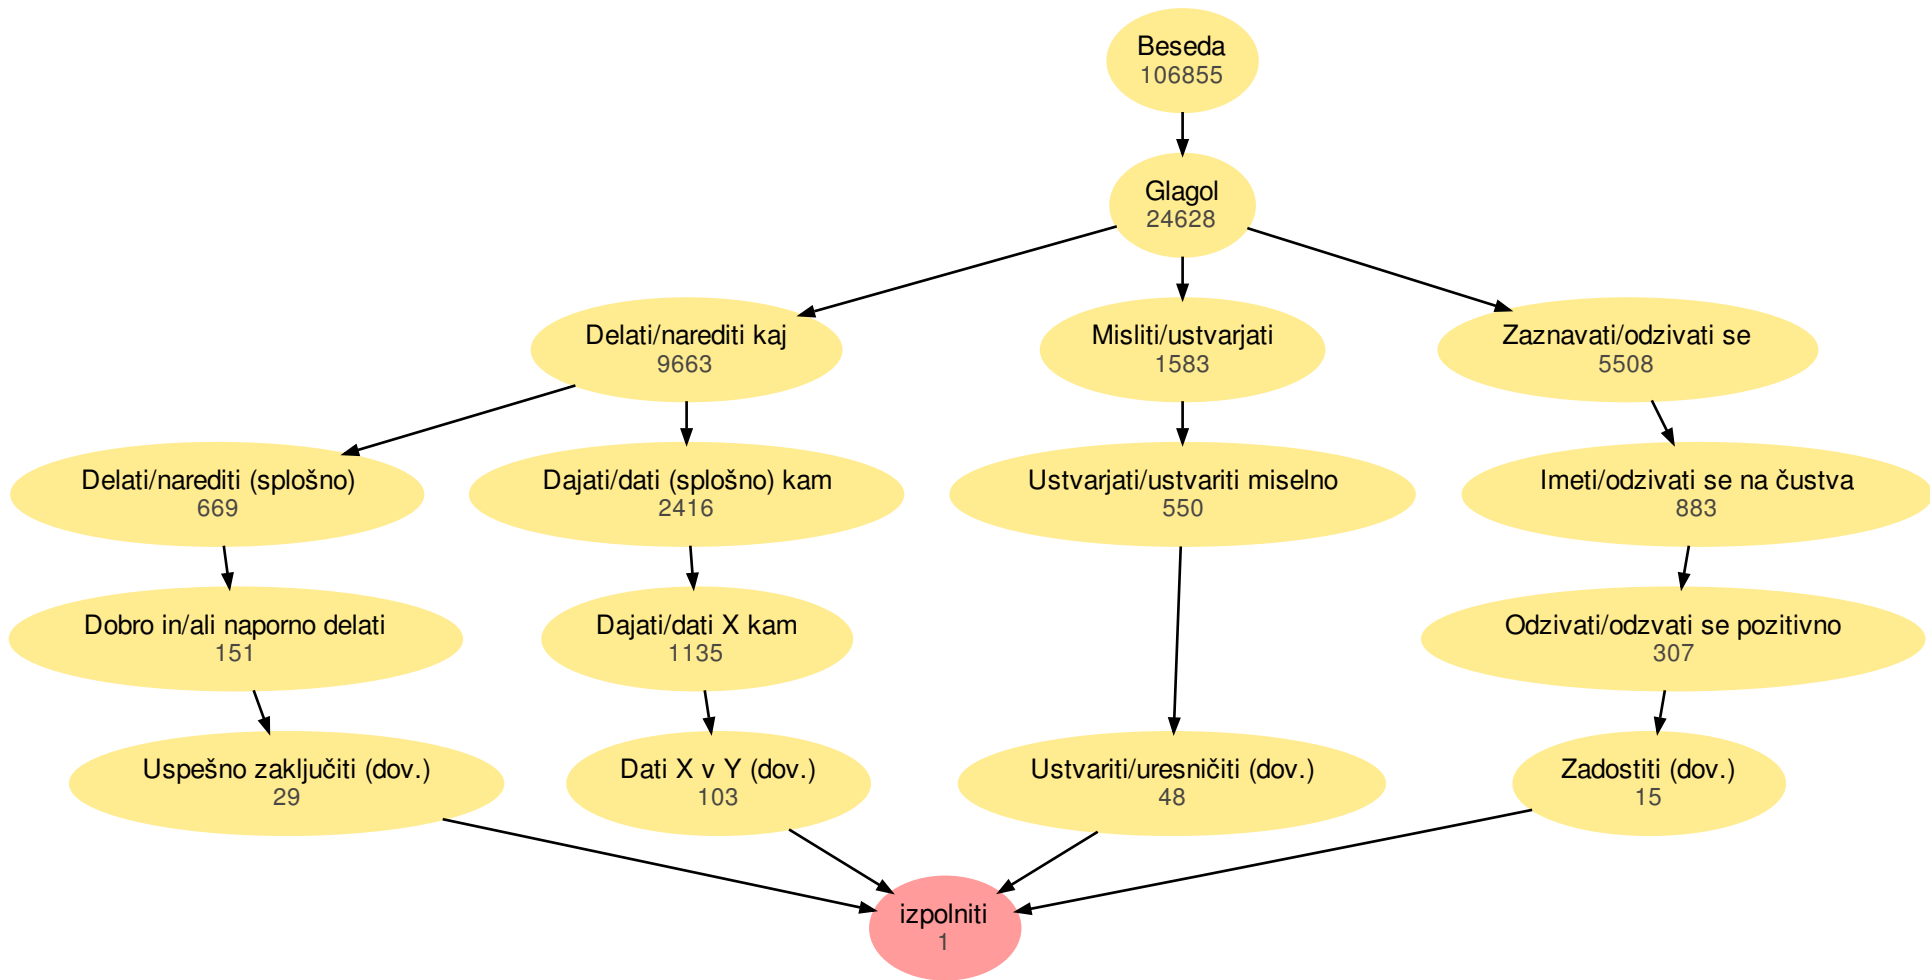 Beseda
106855
Glagol
24628
Delati/narediti kaj
9663
Misliti/ustvarjati
1583
Zaznavati/odzivati se
5508
Delati/narediti (splošno)
669
Dajati/dati (splošno) kam
2416
Ustvarjati/ustvariti miselno
550
Imeti/odzivati se na čustva
883
Dobro in/ali naporno delati
151
Dajati/dati X kam
1135
Odzivati/odzvati se pozitivno
307
Uspešno zaključiti (dov.)
29
Dati X v Y (dov.)
103
Ustvariti/uresničiti (dov.)
48
Zadostiti (dov.)
15
izpolniti
1